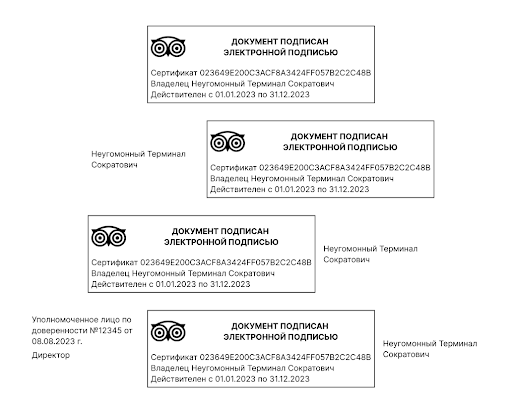 ДОКУМЕНТ ПОДПИСАН
ЭЛЕКТРОННОЙ ПОДПИСЬЮ
Сертификат 023649E200C3ACF8A3424FF057B2C2C48B
Владелец Неугомонный Терминал Сократович
Действителен с 01.01.2023 по 31.12.2023
Неугомонный Терминал
Сократович
ДОКУМЕНТ ПОДПИСАН
ЭЛЕКТРОННОЙ ПОДПИСЬЮ
Сертификат 023649E200C3ACF8A3424FF057B2C2C48B
Владелец Неугомонный Терминал Сократович
Действителен с 01.01.2023 по 31.12.2023
ДОКУМЕНТ ПОДПИСАН
ЭЛЕКТРОННОЙ ПОДПИСЬЮ
Сертификат 023649E200C3ACF8A3424FF057B2C2C48B
Владелец Неугомонный Терминал Сократович
Действителен с 01.01.2023 по 31.12.2023
Неугомонный Терминал
Сократович
Уполномоченное лицо по
доверенности №12345 от
08.08.2023 г.
Директор
ДОКУМЕНТ ПОДПИСАН
ЭЛЕКТРОННОЙ ПОДПИСЬЮ
Сертификат 023649E200C3ACF8A3424FF057B2C2C48B
Владелец Неугомонный Терминал Сократович
Действителен с 01.01.2023 по 31.12.2023
Неугомонный Терминал
Сократович